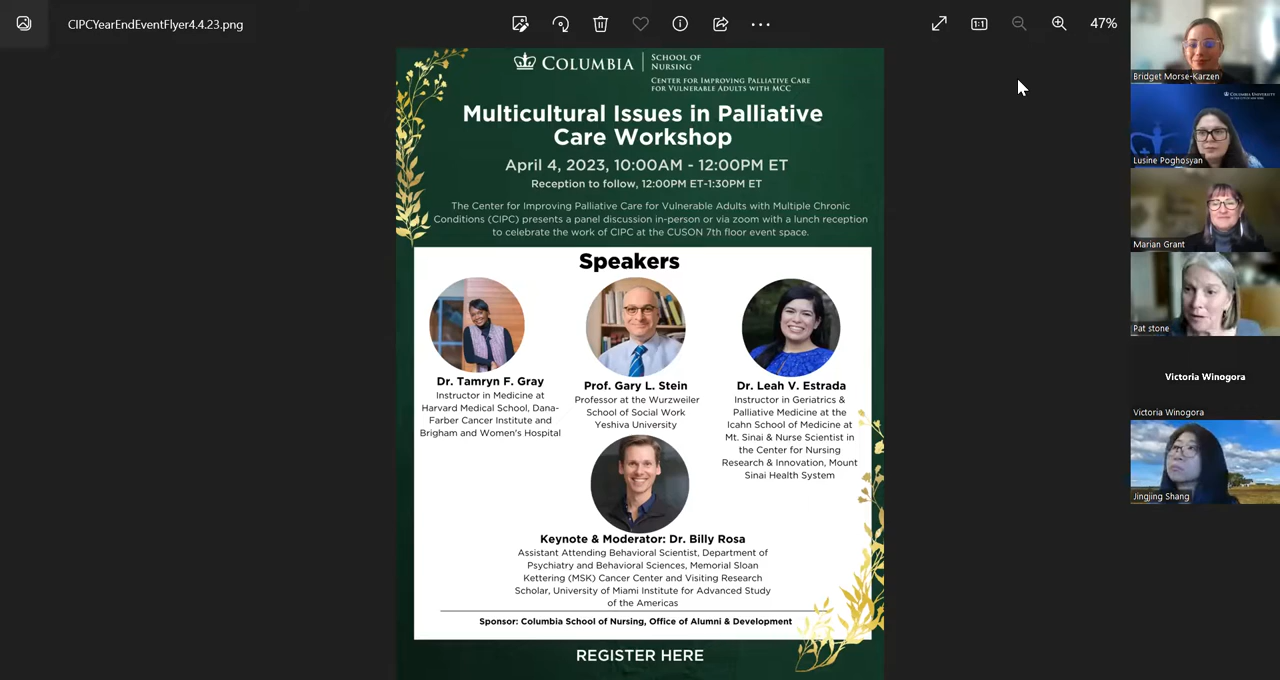 CIPCYearEndEventFlyer4.4.23.png
47%
COLUMBIA
SCHOOL OF
NURSING
CENTER FOR IMPROVING PALLIATIVE CARE
FOR VULNERABLE ADULTS WITH MCC
Multicultural Issues in Palliative
Care Workshop
April 4, 2023, 10:00AM - 12:00PM ET
Reception to follow, 12:00PM ET-1:30PM ET
The Center for Improving Palliative Care for Vulnerable Adults with Multiple Chronic
Conditions (CIPC) presents a panel discussion in-person or via zoom with a lunch reception
to celebrate the work of CIPC at the CUSON 7th floor event space.
Speakers
Dr. Tamryn F. Gray
Instructor in Medicine at
Harvard Medical School, Dana-
Farber Cancer Institute and
Brigham and Women's Hospital
Prof. Gary L. Stein
Professor at the Wurzweiler
School of Social Work
Yeshiva University
Dr. Leah V. Estrada
Instructor in Geriatrics &
Palliative Medicine at the
Icahn School of Medicine at
Mt. Sinai & Nurse Scientist in
the Center for Nursing
Research & Innovation, Mount
Sinai Health System
Keynote & Moderator: Dr. Billy Rosa
Assistant Attending Behavioral Scientist, Department of
Psychiatry and Behavioral Sciences, Memorial Sloan
Kettering (MSK) Cancer Center and Visiting Research
Scholar, University of Miami Institute for Advanced Study
of the Americas
Sponsor: Columbia School of Nursing, Office of Alumni & Development
REGISTER HERE
Bridget Morse-Karzen
COLUMBIA UNIVERSITY
Lusine Poghosyan
Marian Grant
Pat stone
Victoria Winogora
Victoria Winogora
Jingjing Shang